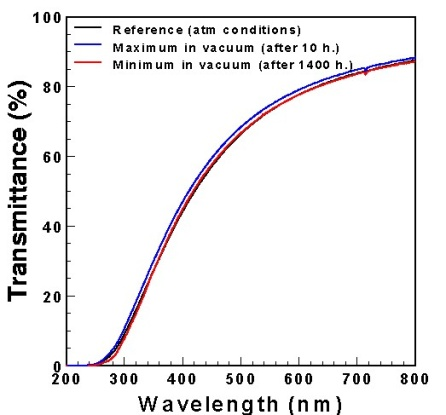 100
Reference (atm conditions)
Maximum in vacuum (after 10 h.)
Minimum in vacuum (after 1400 h.)
80
60
40
20
0
Transmittance (%)
200 300 400 500 600 700 800
Wavelength (nm)